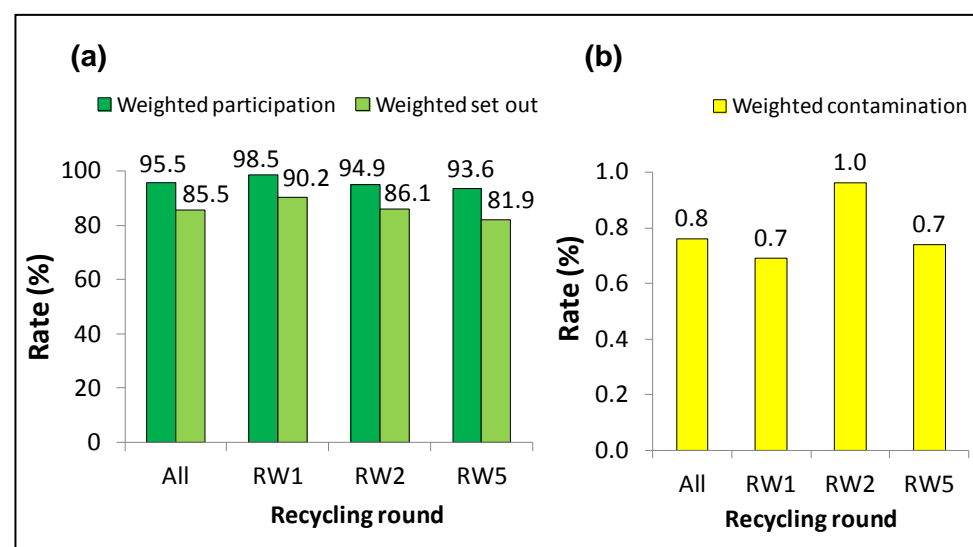 (a)
Weighted participation
Weighted set out
95.5
85.5
98.5
90.2
94.9
86.1
93.6
81.9
100
80
60
40
20
0
Rate (%)
All
RW1
RW2
RW5
Recycling round
(b)
Weighted contamination
0.8
0.7
1.0
0.7
1.0
0.8
0.6
0.4
0.2
0.0
Rate (%)
All
RW1
RW2
RW5
Recycling round